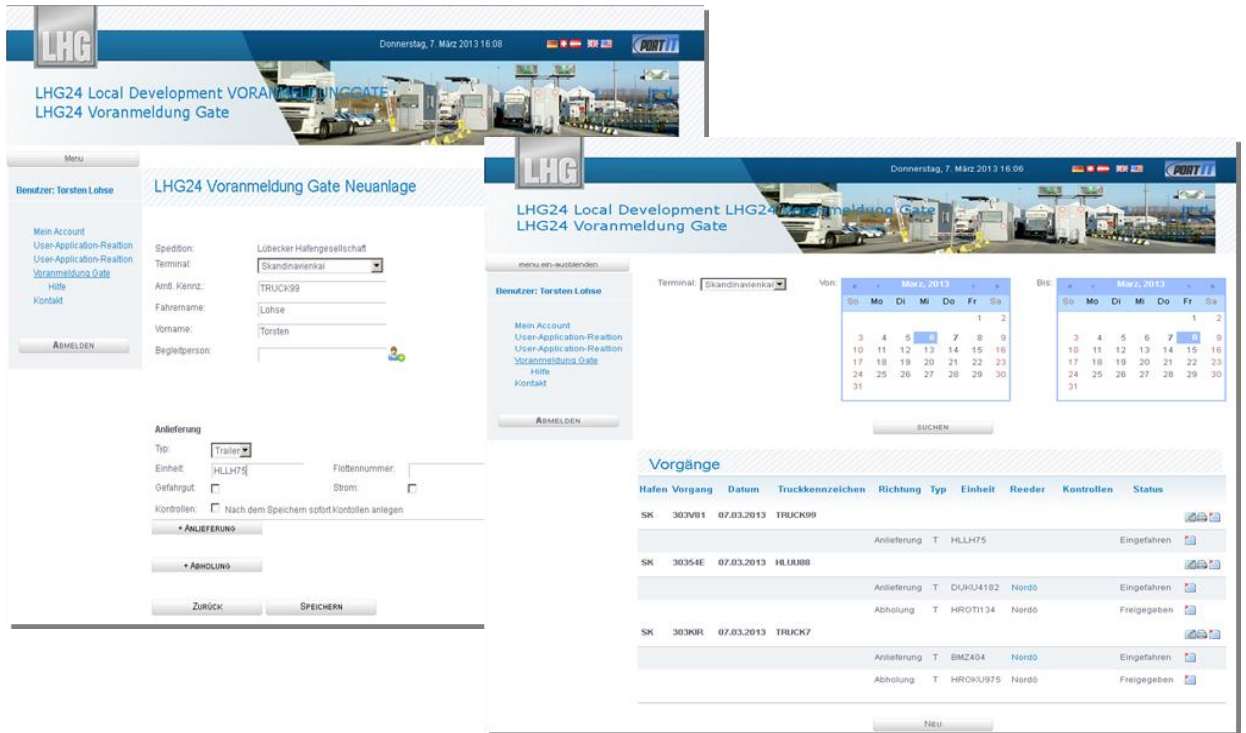 LHG
Donnerstag, 7. März 2013 16:08
PORT IT
LHG24 Local Development VORANMELDUNGGATE
LHG24 Voranmeldung Gate
Menu
Benutzer: Torsten Lohse
Mein Account
User-Application-Realtion
User-Application-Realtion
Voranmeldung Gate
Hilfe
Kontakt
ABMELDEN
LHG24 Voranmeldung Gate Neuanlage
Spedition: Lübecker Hafengesellschaft
Terminal: Skandinavienkai
Amtl. Kennz.: TRUCK99
Fahrername: Lohse
Vorname: Torsten
Begleitperson:
Anlieferung
Typ: Trailer
Einheit: HLLH75 Flottennummer:
Gefahrgut: Strom:
Kontrollen: Nach dem Speichern sofort Kontollen anlegen
+ ANLIEFERUNG
+ ABHOLUNG
ZURÜCK SPEICHERN
LHG
Donnerstag, 7. März 2013 16:06
PORT IT
LHG24 Local Development LHG24 Voranmeldung Gate
LHG24 Voranmeldung Gate
menu.ein-ausblenden
Benutzer: Torsten Lohse
Mein Account
User-Application-Realtion
User-Application-Realtion
Voranmeldung Gate
Hilfe
Kontakt
ABMELDEN
Terminal: Skandinavienkai Von: Bis:
« ‹ März, 2013 › »
So Mo Di Mi Do Fr Sa
1 2
3 4 5 6 7 8 9
10 11 12 13 14 15 16
17 18 19 20 21 22 23
24 25 26 27 28 29 30
31
« ‹ März, 2013 › »
So Mo Di Mi Do Fr Sa
1 2
3 4 5 6 7 8 9
10 11 12 13 14 15 16
17 18 19 20 21 22 23
24 25 26 27 28 29 30
31
SUCHEN
Vorgänge
Hafen Vorgang Datum Truckkennzeichen Richtung Typ Einheit Reeder Kontrollen Status
SK 303V81 07.03.2013 TRUCK99
Anlieferung T HLLH75 Eingefahren
SK 30354E 07.03.2013 HLUU88
Anlieferung T DUKU4182 Nordö Eingefahren
Abholung T HROTI134 Nordö Freigegeben
SK 303KIR 07.03.2013 TRUCK7
Anlieferung T BMZ404 Nordö Eingefahren
Abholung T HROKU975 Nordö Freigegeben
NEU